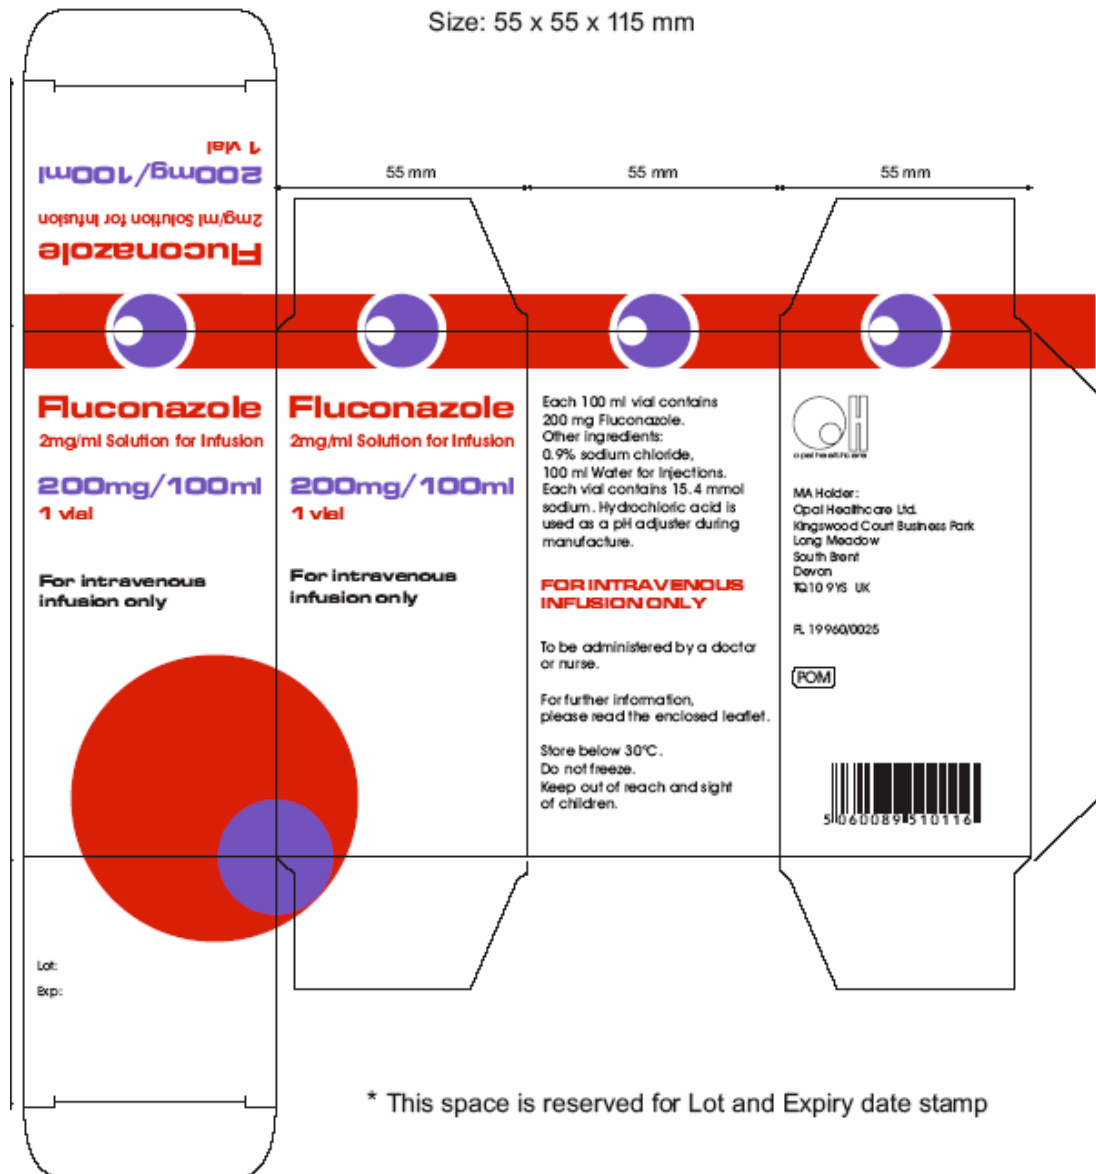 Size: 55 x 55 x 115 mm
Fluconazole
2mg/ml Solution for Infusion
200mg/100ml
1 vial
55 mm
55 mm
55 mm
Fluconazole
2mg/ml Solution for Infusion
200mg/100ml
1 vial
For intravenous
infusion only
Lot:
Exp:
Fluconazole
2mg/ml Solution for Infusion
200mg/100ml
1 vial
For intravenous
infusion only
Each 100 ml vial contains
200 mg Fluconazole.
Other ingredients:
0.9% sodium chloride,
100 ml Water for Injections.
Each vial contains 15.4 mmol
sodium. Hydrochloric acid is
used as a pH adjuster during
manufacture.
FOR INTRAVENOUS
INFUSION ONLY
To be administered by a doctor
or nurse.
For further information,
please read the enclosed leaflet.
Store below 30°C.
Do not freeze.
Keep out of reach and sight
of children.
opal healthcare
MA Holder:
Opal Healthcare Ltd.
Kingswood Court Business Park
Long Meadow
South Brent
Devon
TQ10 9YS UK
PL 19960/0025
POM
5 060089 510116
* This space is reserved for Lot and Expiry date stamp